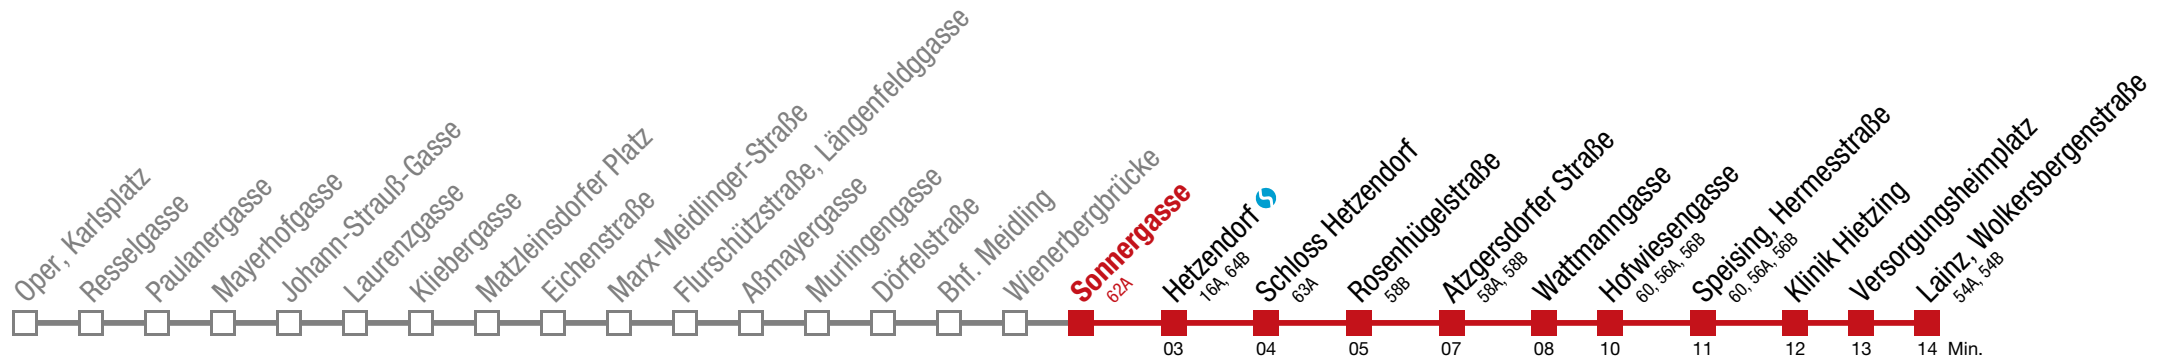 Oper, Karlsplatz
Resselgasse
Paulanergasse
Mayerhofgasse
Johann-Strauß-Gasse
Laurenzgasse
Kliebergasse
Matzleinsdorfer Platz
Eichenstraße
Marx-Meidlinger-Straße
Flurschützstraße, Längenfeldggasse
Aßmayergasse
Murlingengasse
Dörfelstraße
Bhf. Meidling
Wienerbergbrücke
Sonnergasse
62A
Hetzendorf
16A, 64B
Schloss Hetzendorf
63A
Rosenhügelstraße
58B
Atzgersdorfer Straße
58A, 58B
Wattmanngasse
Hofwiesengasse
60, 56A, 56B
Speising, Hermesstraße
60, 56A, 56B
Klinik Hietzing
Versorgungsheimplatz
Lainz, Wolkersbergenstraße
54A, 54B
03 04 05 07 08 10 11 12 13 14 Min.